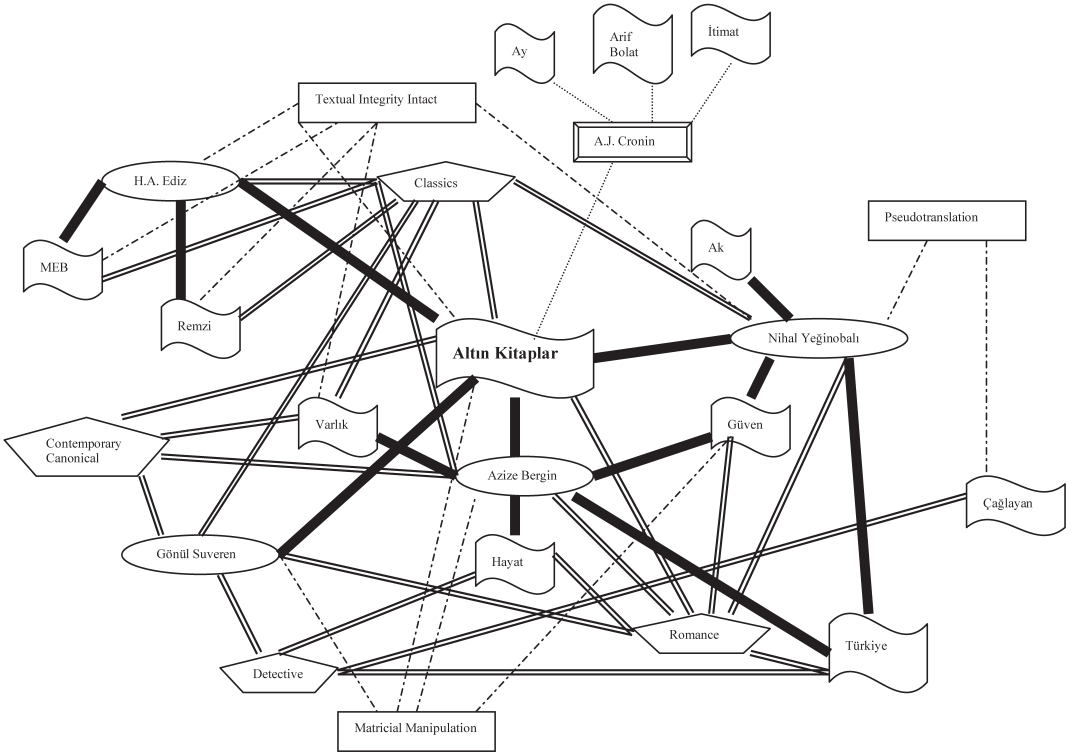 Ay
Arif
Bolat
İtimat
Textual Integrity Intact
A.J. Cronin
H.A. Ediz
Classics
Pseudotranslation
MEB
Ak
Remzi
Altın Kitaplar
Nihal Yeğinobalı
Varlık
Güven
Contemporary
Canonical
Azize Bergin
Çağlayan
Gönül Suveren
Hayat
Romance
Türkiye
Detective
Matricial Manipulation